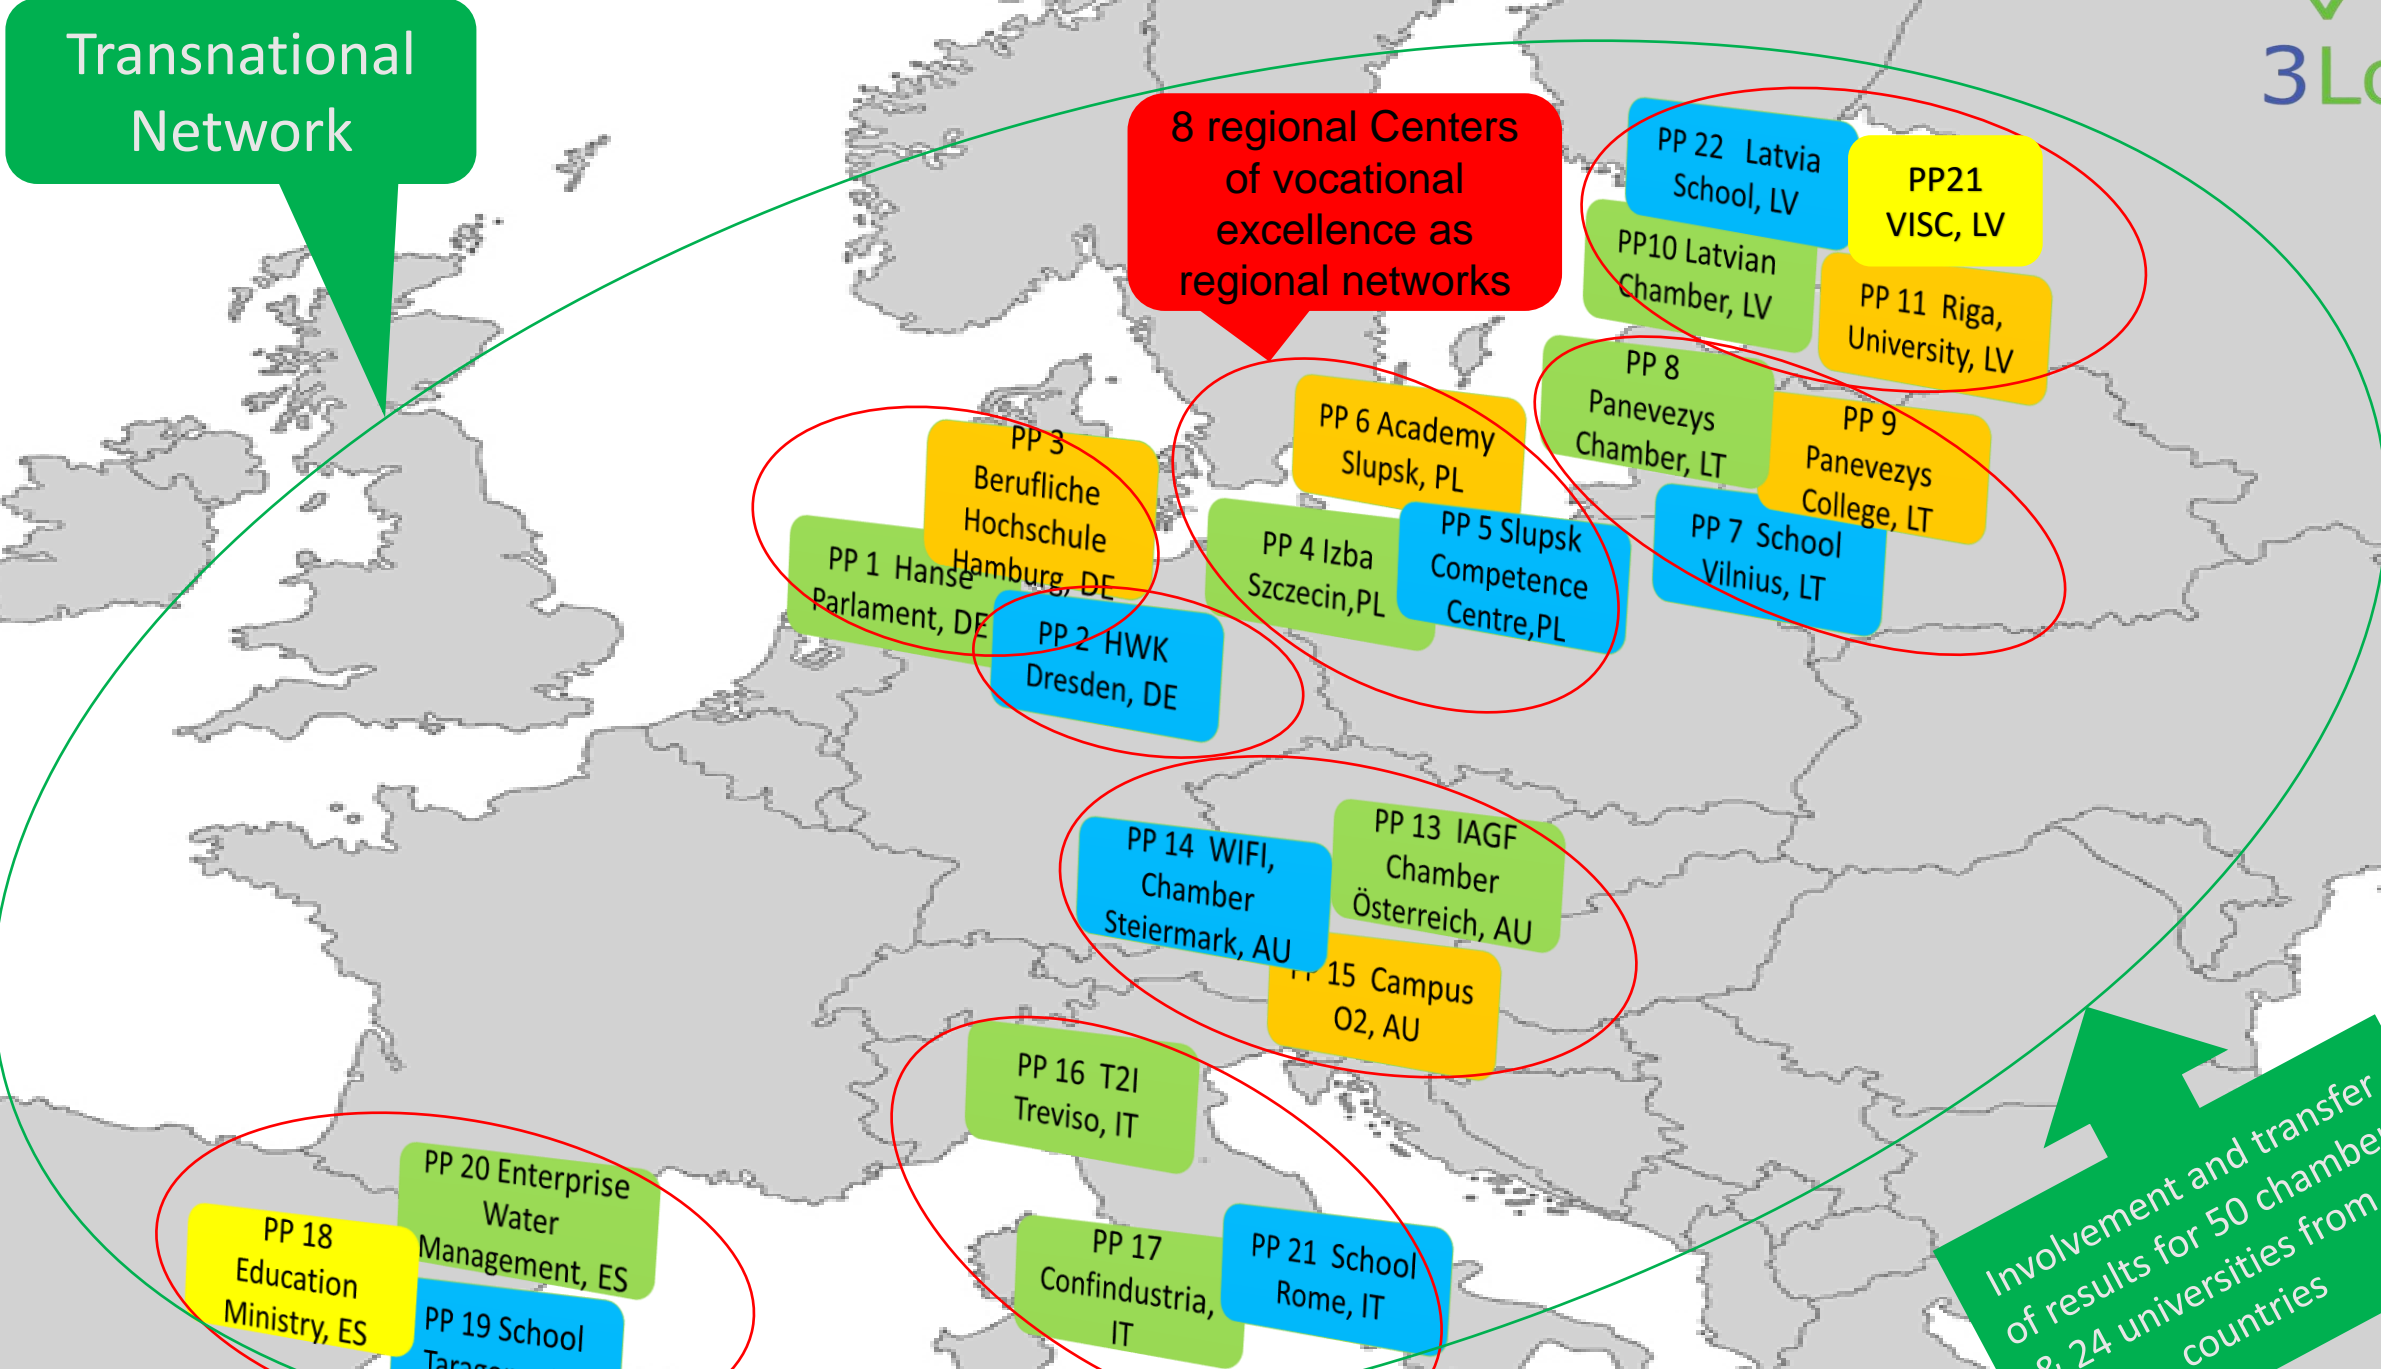 Transnational
Network
3Lo
8 regional Centers
of vocational
excellence as
regional networks
PP 22 Latvia
School, LV
PP21
VISC, LV
PP10 Latvian
Chamber, LV
PP 11 Riga,
University, LV
PP 8
Panevezys
Chamber, LT
PP 9
Panevezys
College, LT
PP 7 School
Vilnius, LT
PP 6 Academy
Slupsk, PL
PP 4 Izba
Szczecin,PL
PP 5 Slupsk
Competence
Centre,PL
PP 3
Berufliche
Hochschule
Hamburg, DE
PP 1 Hanse
Parlament, DE
PP 2 HWK
Dresden, DE
PP 13 IAGF
Chamber
Österreich, AU
PP 14 WIFI,
Chamber
Steiermark, AU
PP 15 Campus
O2, AU
PP 16 T2I
Treviso, IT
PP 17
Confindustria,
IT
PP 21 School
Rome, IT
PP 20 Enterprise
Water
Management, ES
PP 18
Education
Ministry, ES
PP 19 School
Involvement and transfer
of results for 50 chamber
& 24 universities from
countries